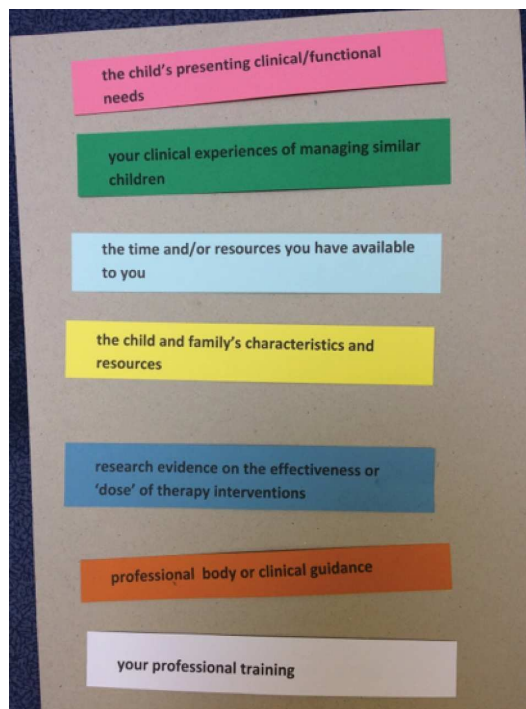 the child's presenting clinical/functional
needs
your clinical experiences of managing similar
children
the time and/or resources you have available
to you
the child and family's characteristics and
resources
research evidence on the effectiveness or
'dose' of therapy interventions
professional body or clinical guidance
your professional training